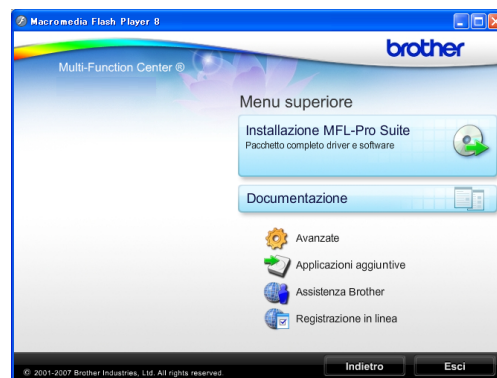 Macromedia Flash Player 8
brother
Multi-Function Center ®
Menu superiore
Installazione MFL-Pro Suite
Pacchetto completo driver e software
Documentazione
Avanzate
Applicazioni aggiuntive
Assistenza Brother
Registrazione in linea
© 2001-2007 Brother Industries, Ltd. All rights reserved.
Indietro
Esci